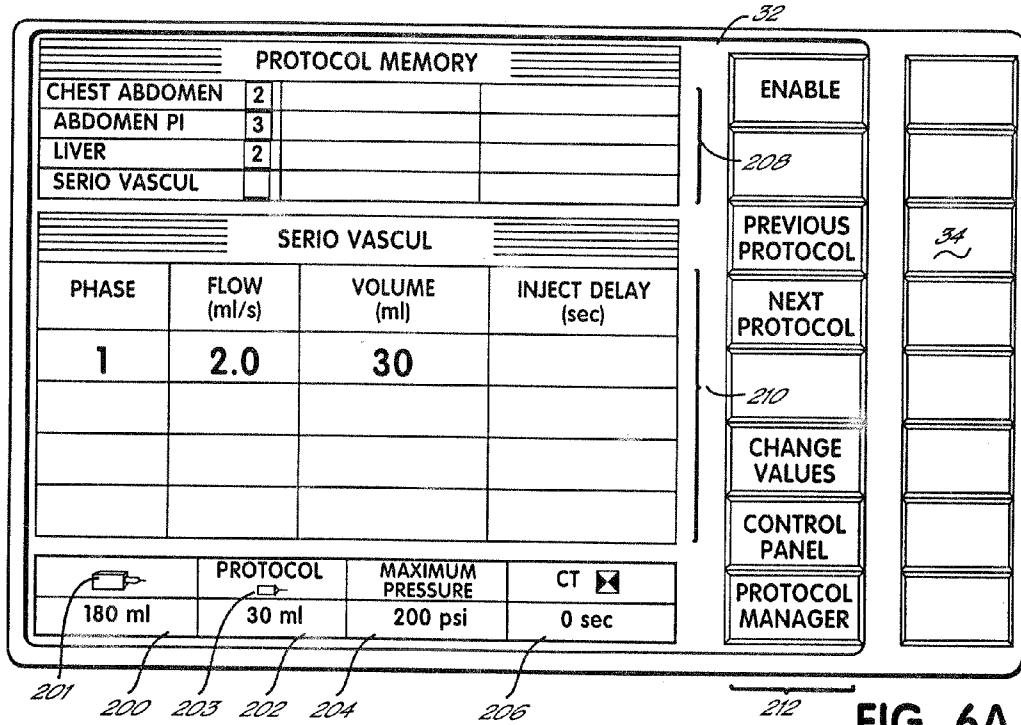 32
PROTOCOL MEMORY
CHEST ABDOMEN 2
ABDOMEN PI 3
LIVER 2
SERIO VASCUL
208
SERIO VASCUL
PHASE FLOW (ml/s) VOLUME (ml) INJECT DELAY (sec)
1 2.0 30
210
PROTOCOL MAXIMUM PRESSURE CT
180 ml 30 ml 200 psi 0 sec
201 200 203 202 204 206
ENABLE
PREVIOUS
PROTOCOL
NEXT
PROTOCOL
CHANGE
VALUES
CONTROL
PANEL
PROTOCOL
MANAGER
34
212
FIG. 6A